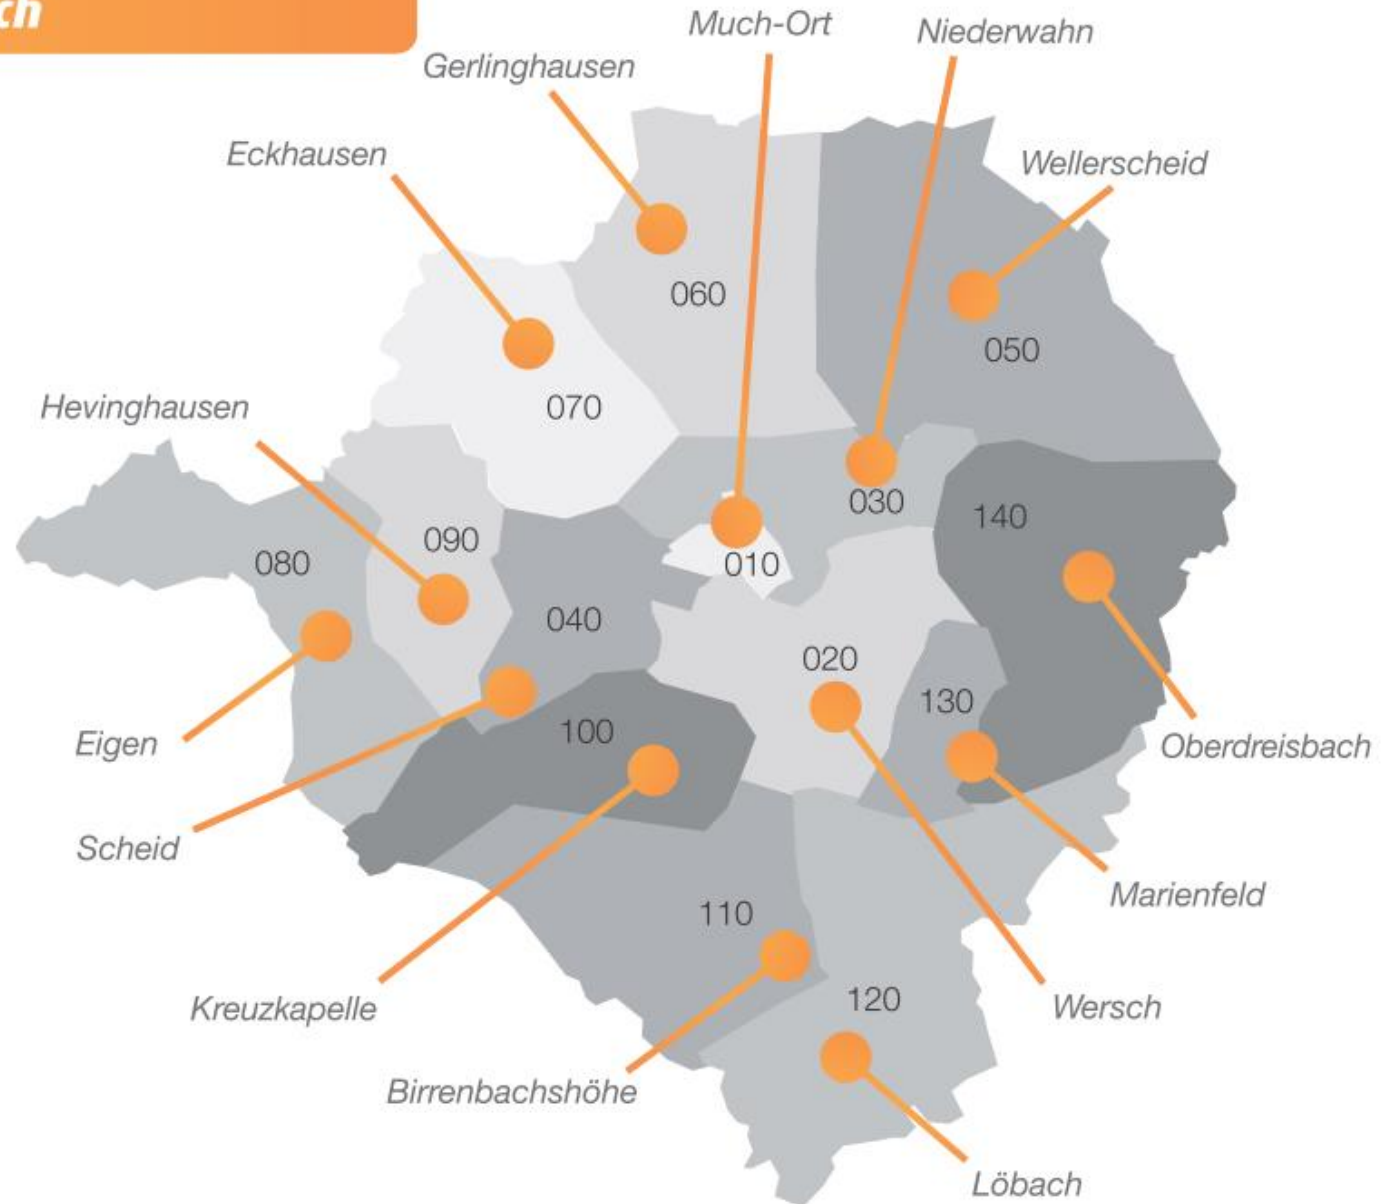 ch
Much-Ort
Niederwahn
Gerlinghausen
Eckhausen
Wellerscheid
060
050
Hevinghausen
070
030
140
090
080
010
040
020
130
100
Eigen
Oberdreisbach
Scheid
Marienfeld
110
Kreuzkapelle
120
Wersch
Birrenbachshöhe
Löbach